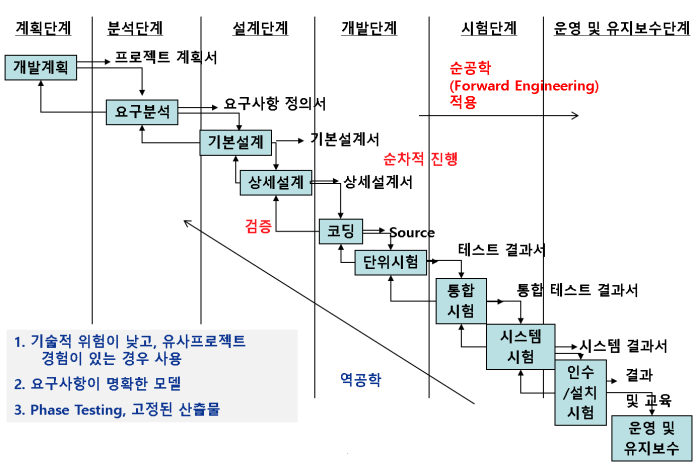 계획단계
분석단계
설계단계
개발단계
시험단계
운영 및 유지보수단계
개발계획
프로젝트 계획서
순공학
(Forward Engineering)
적용
요구분석
요구사항 정의서
기본설계
기본설계서
순차적 진행
상세설계
상세설계서
검증
코딩
Source
단위시험
테스트 결과서
통합
시험
통합 테스트 결과서
시스템
시험
시스템 결과서
인수
/설치
시험
결과
및 교육
운영 및
유지보수
역공학
1. 기술적 위험이 낮고, 유사프로젝트
경험이 있는 경우 사용
2. 요구사항이 명확한 모델
3. Phase Testing, 고정된 산출물